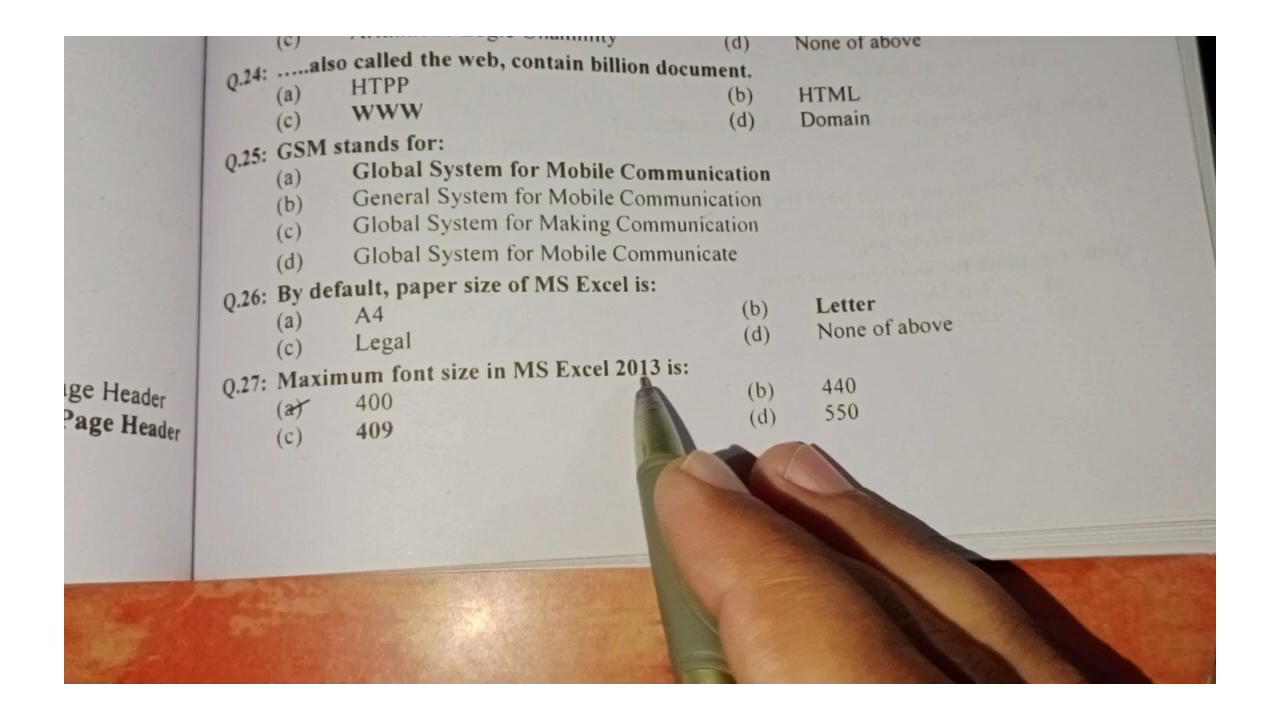 (c)
(d) None of above
Q.24: .....also called the web, contain billion document.
(a) HTPP (b) HTML
(c) WWW (d) Domain
Q.25: GSM stands for:
(a) Global System for Mobile Communication
(b) General System for Mobile Communication
(c) Global System for Making Communication
(d) Global System for Mobile Communicate
Q.26: By default, paper size of MS Excel is:
(a) A4 (b) Letter
(c) Legal (d) None of above
Q.27: Maximum font size in MS Excel 2013 is:
(a) 400 (b) 440
(c) 409 (d) 550
Header
Page Header